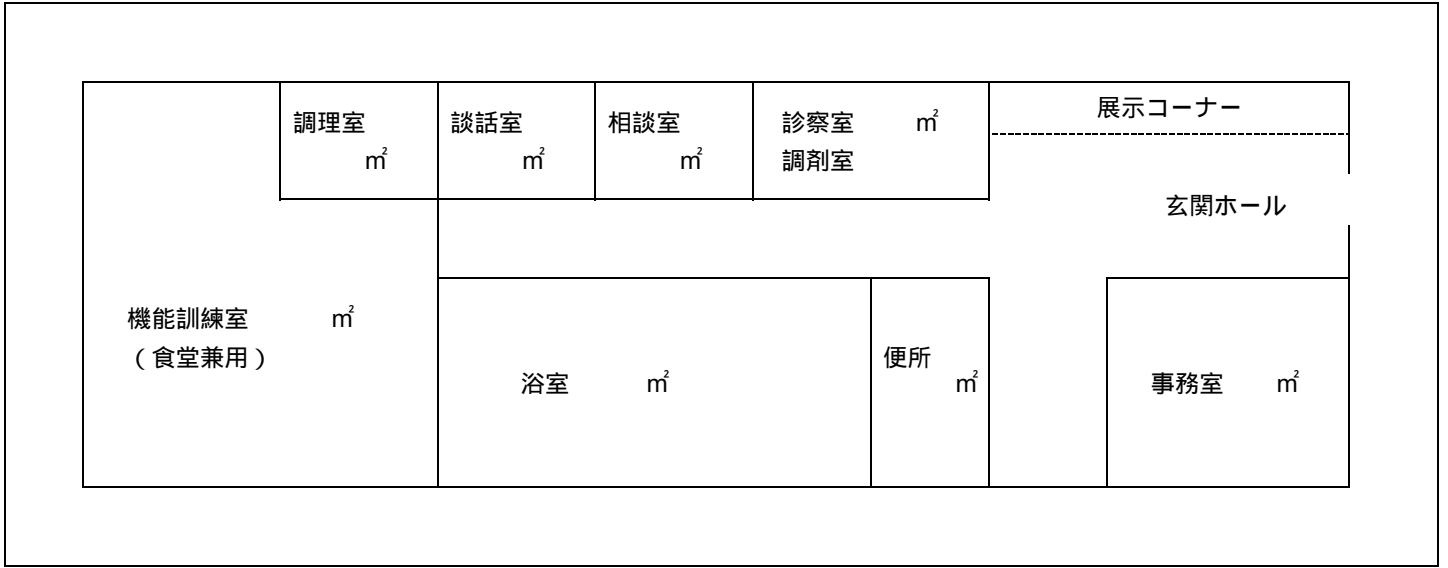 調理室
㎡
談話室
㎡
相談室
㎡
診察室 ㎡
調剤室
展示コーナー
玄関ホール
機能訓練室 ㎡
（食堂兼用）
浴室 ㎡
便所
㎡
事務室 ㎡